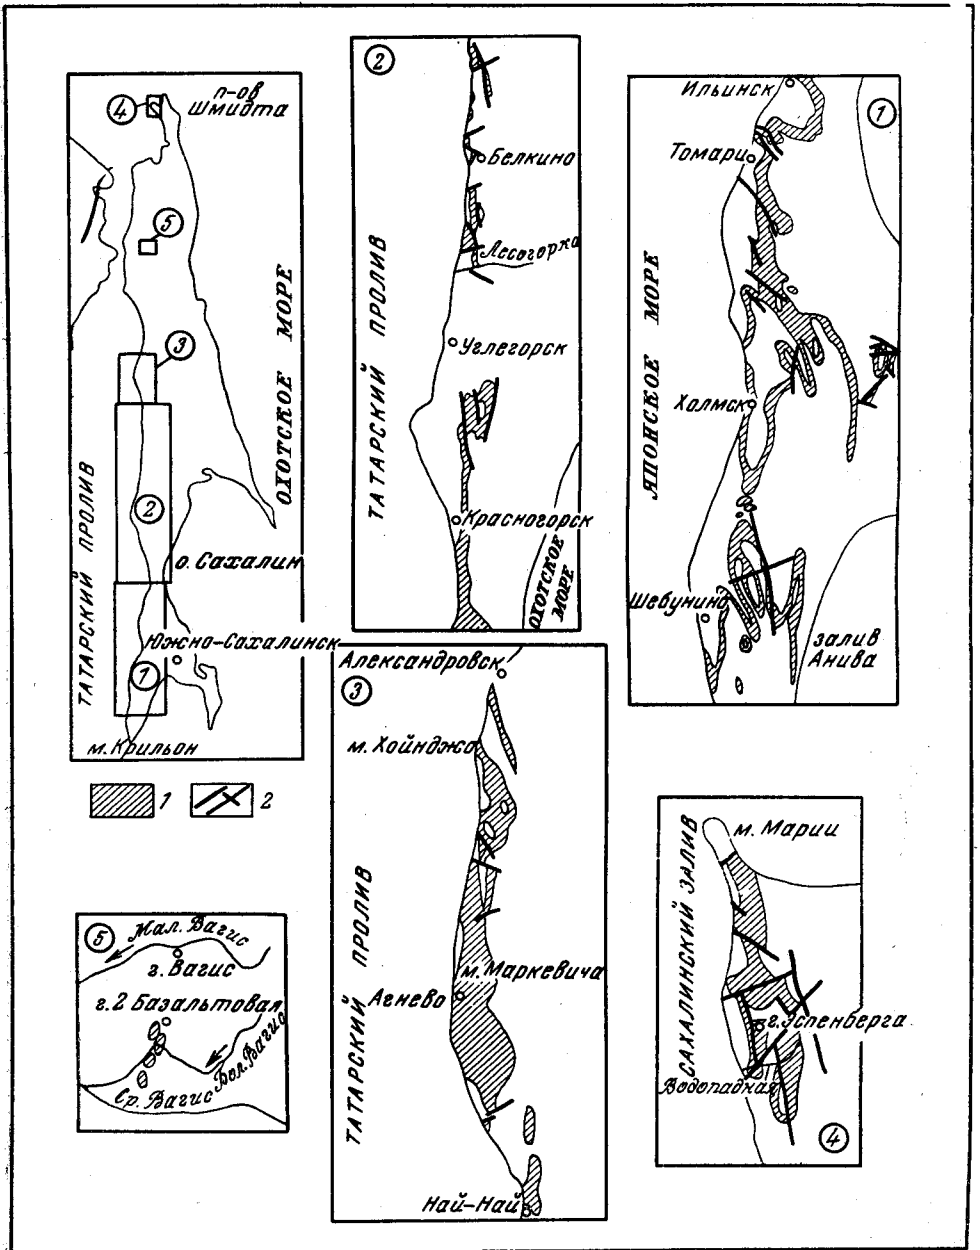 4
п-ов
Шмидта
5
3
ОХОТСКОЕ МОРЕ
ТАТАРСКИЙ ПРОЛИВ
2
о. Сахалин
Южно-Сахалинск
1
м. Крильон
1
2
2
Белкино
Лесогорка
ТАТАРСКИЙ ПРОЛИВ
Углегорск
Красногорск
ОХОТСКОЕ
МОРЕ
Ильинск
1
Томари
ЯПОНСКОЕ МОРЕ
Холмск
Шебунино
залив
Анива
Александровск
3
м. Хойнджо
ТАТАРСКИЙ ПРОЛИВ
м. Маркевича
Агнево
Най-Най
САХАЛИНСКИЙ ЗАЛИВ
м. Марии
г. Эспенберга
Водопадная
4
5
Мал. Вагис
г. Вагис
г. 2 Базальтовая
Бол. Вагис
Ср. Вагис